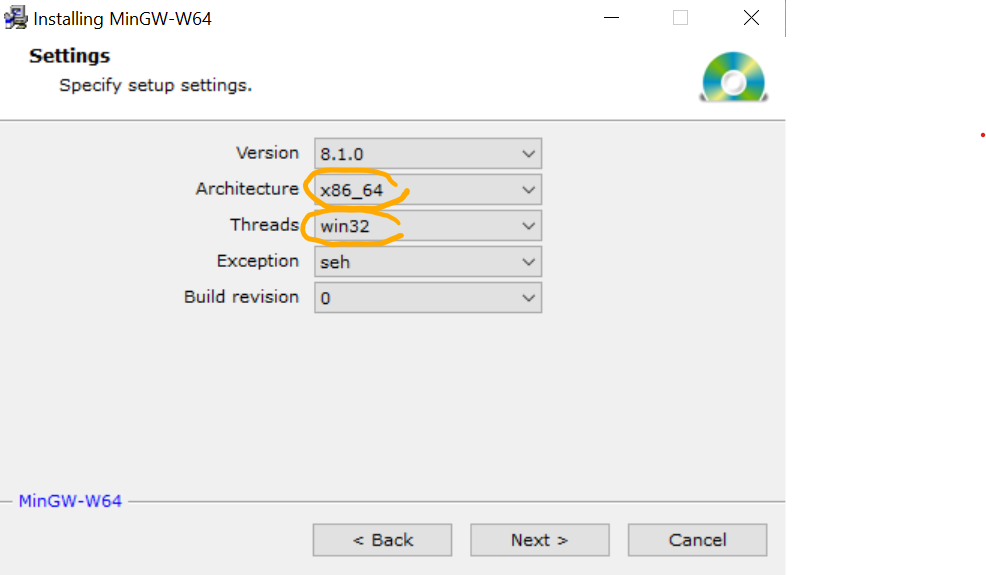 Installing MinGW-W64
Settings
Specify setup settings.
Version 8.1.0
Architecture x86_64
Threads win32
Exception seh
Build revision 0
MinGW-W64
< Back Next > Cancel